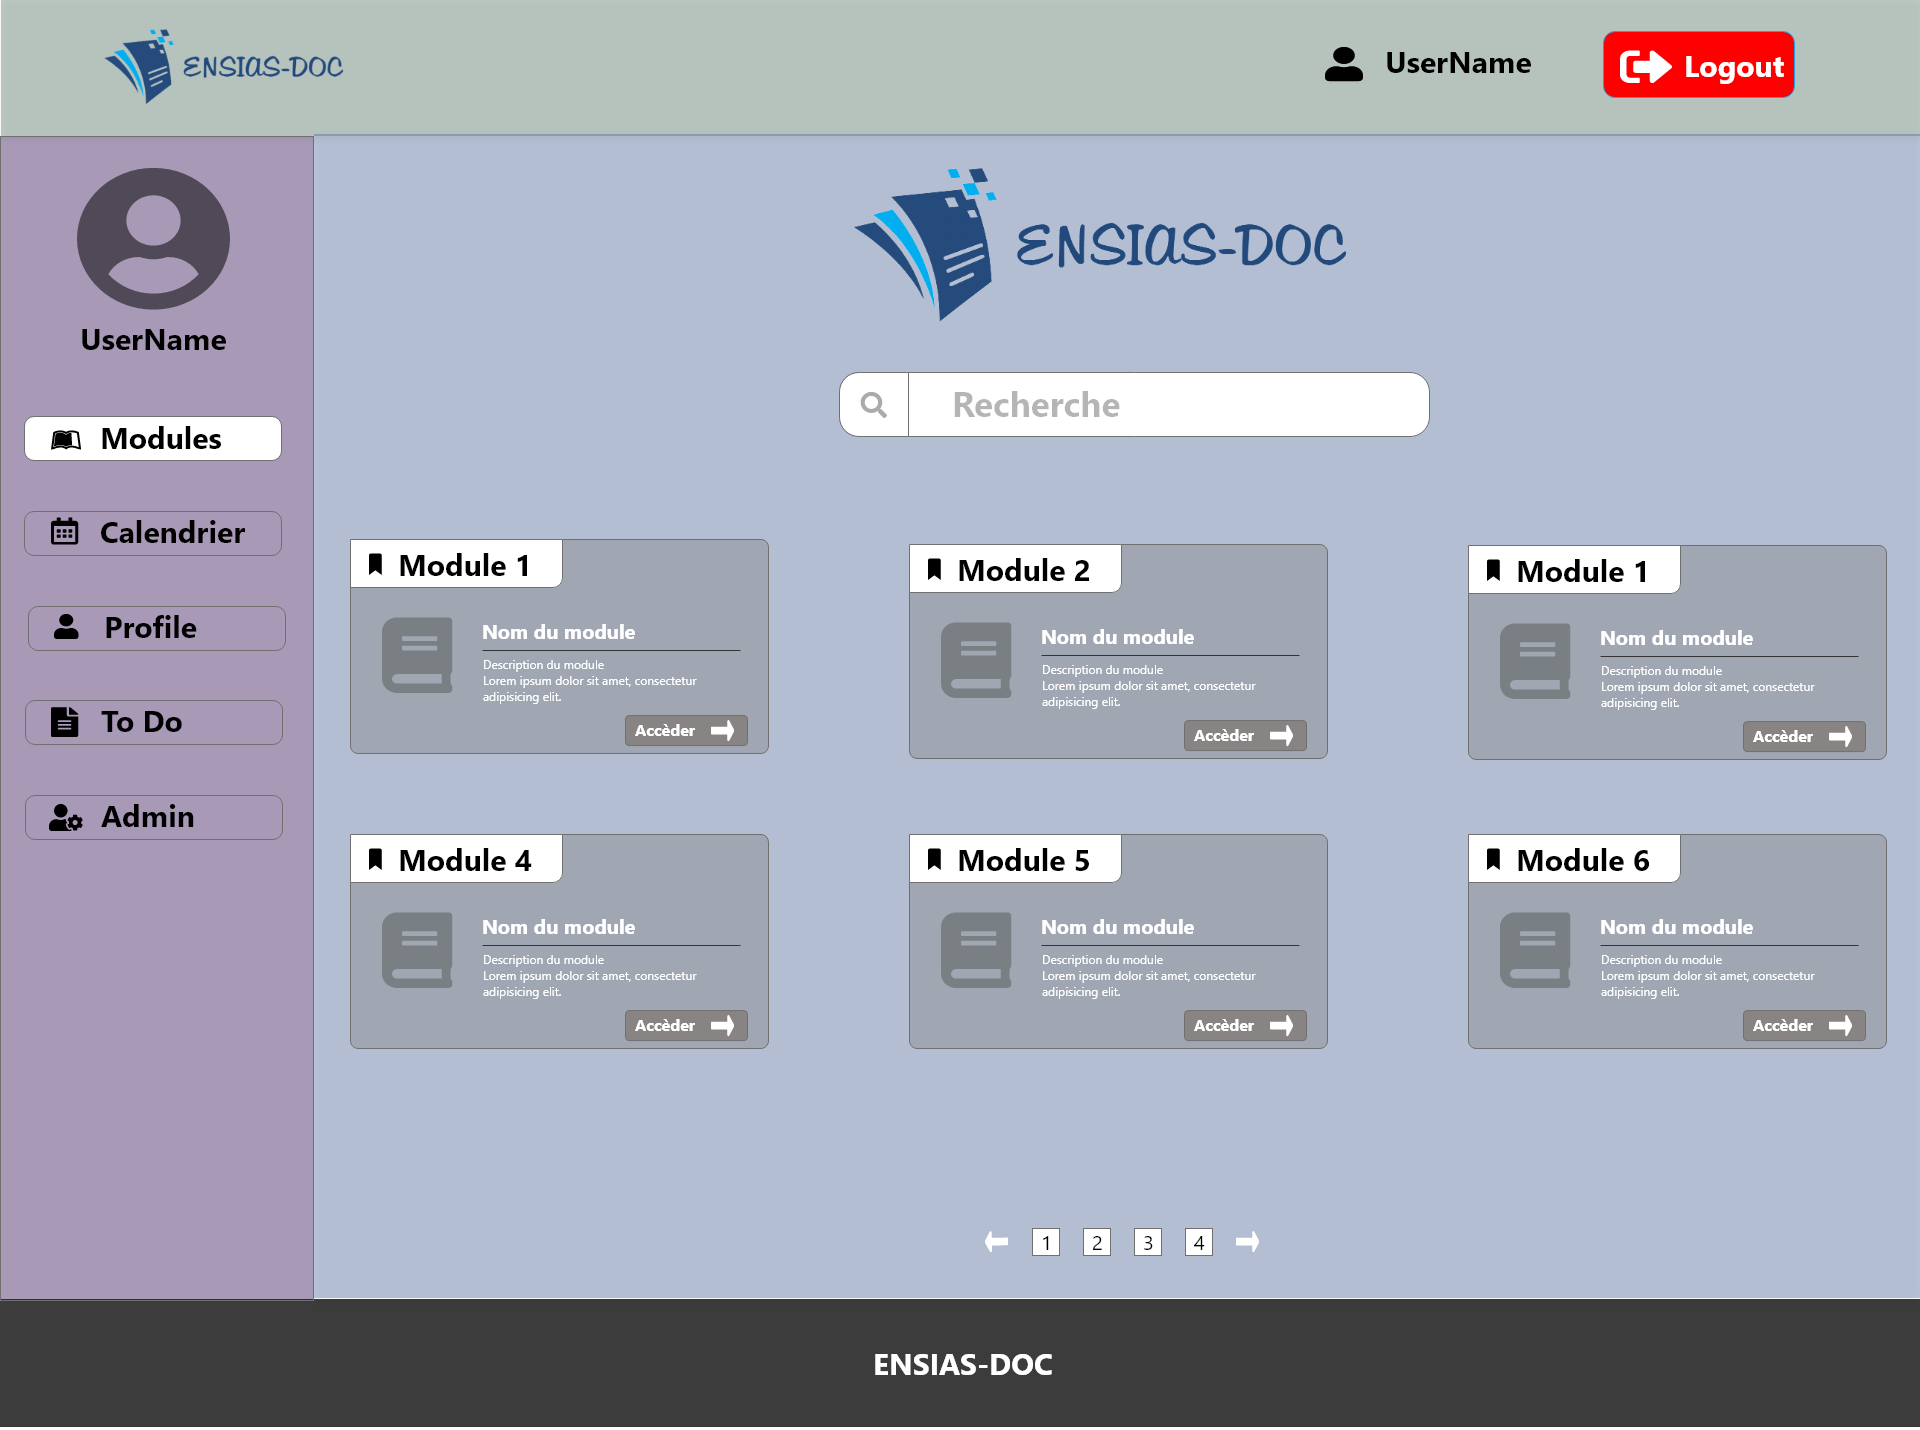 ENSIAS-DOC
UserName
Logout
UserName
Modules
Calendrier
Profile
To Do
Admin
ENSIAS-DOC
Recherche
Module 1
Nom du module
Description du module
Lorem ipsum dolor sit amet, consectetur
adipisicing elit.
Accèder
Module 2
Nom du module
Description du module
Lorem ipsum dolor sit amet, consectetur
adipisicing elit.
Accèder
Module 1
Nom du module
Description du module
Lorem ipsum dolor sit amet, consectetur
adipisicing elit.
Accèder
Module 4
Nom du module
Description du module
Lorem ipsum dolor sit amet, consectetur
adipisicing elit.
Accèder
Module 5
Nom du module
Description du module
Lorem ipsum dolor sit amet, consectetur
adipisicing elit.
Accèder
Module 6
Nom du module
Description du module
Lorem ipsum dolor sit amet, consectetur
adipisicing elit.
Accèder
1 2 3 4
ENSIAS-DOC